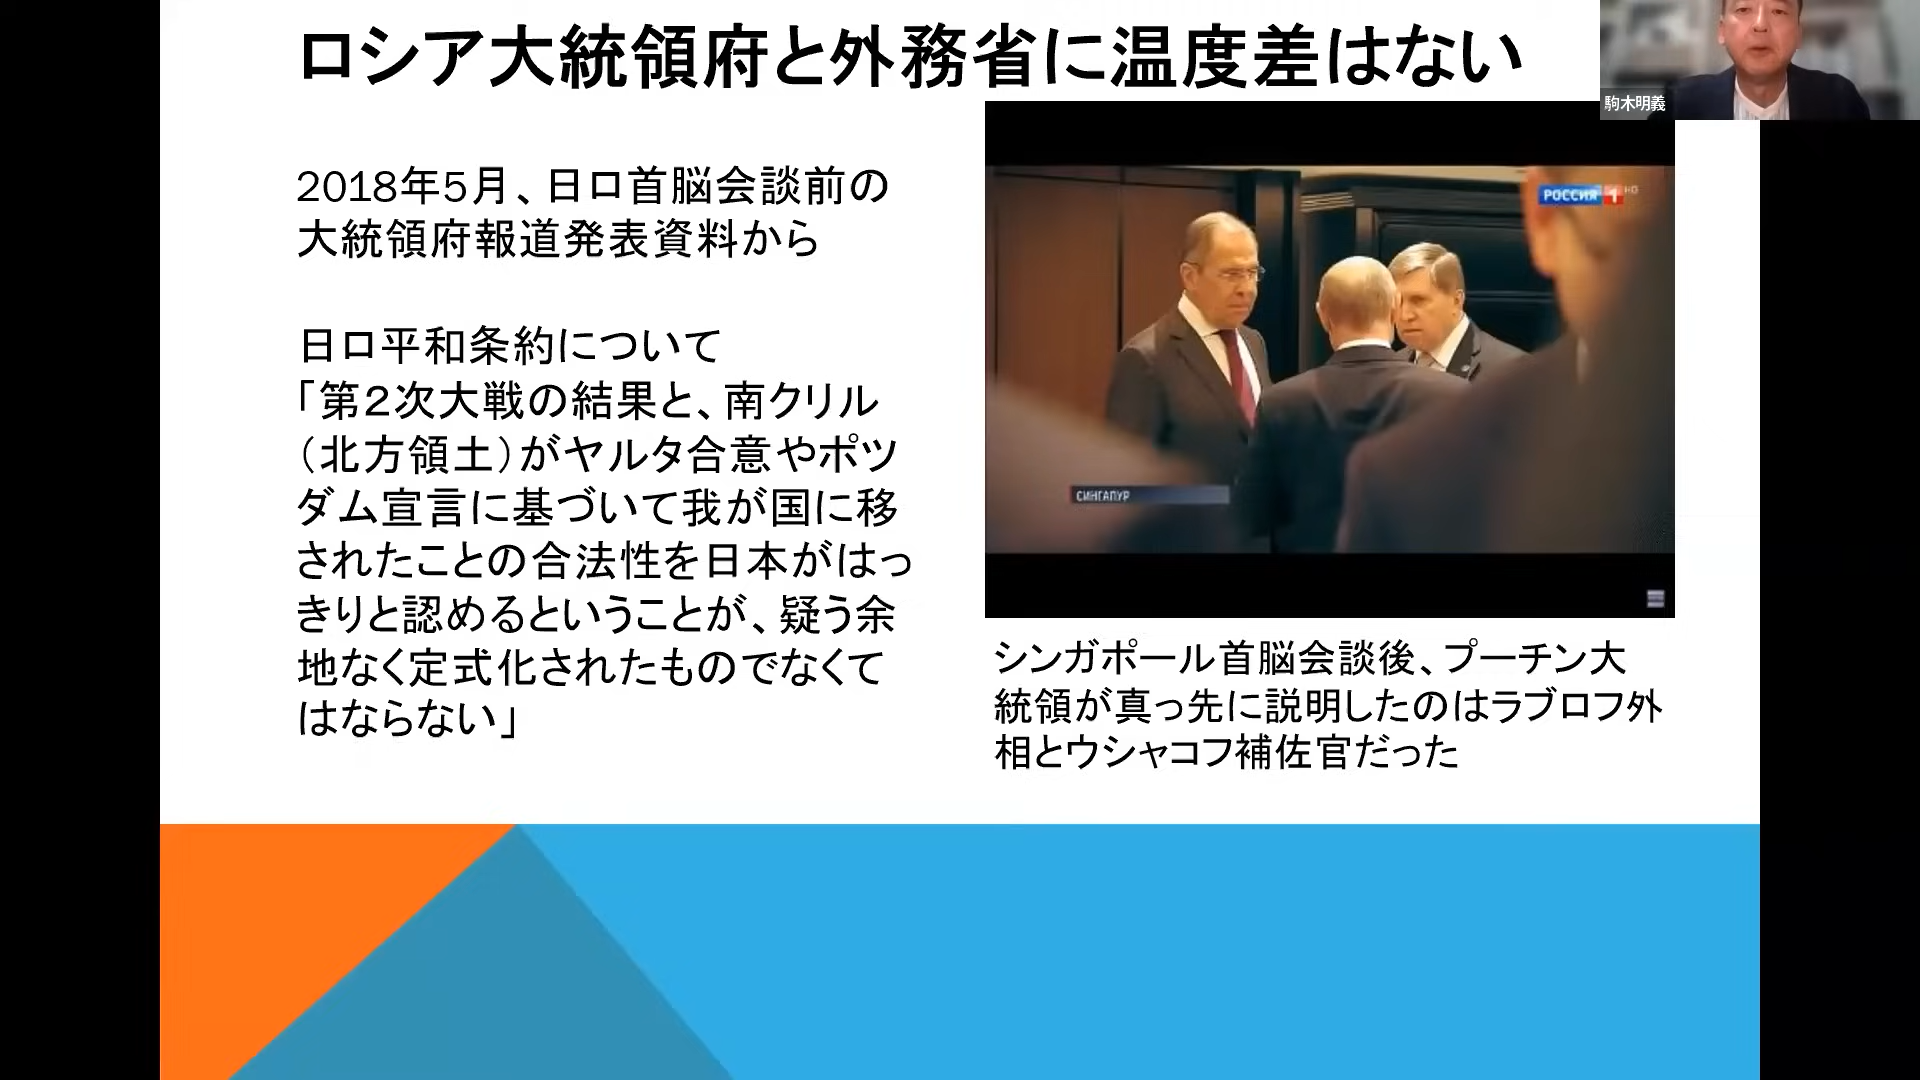 ロシア大統領府と外務省に温度差はない
駒木明義
2018年5月、日ロ首脳会談前の
大統領府報道発表資料から
日ロ平和条約について
「第２次大戦の結果と、南クリル
（北方領土）がヤルタ合意やポツ
ダム宣言に基づいて我が国に移
されたことの合法性を日本がはっ
きりと認めるということが、疑う余
地なく定式化されたものでなくて
はならない」
РОССИЯ 1 HD
СИНГАПУР
シンガポール首脳会談後、プーチン大
統領が真っ先に説明したのはラブロフ外
相とウシャコフ補佐官だった